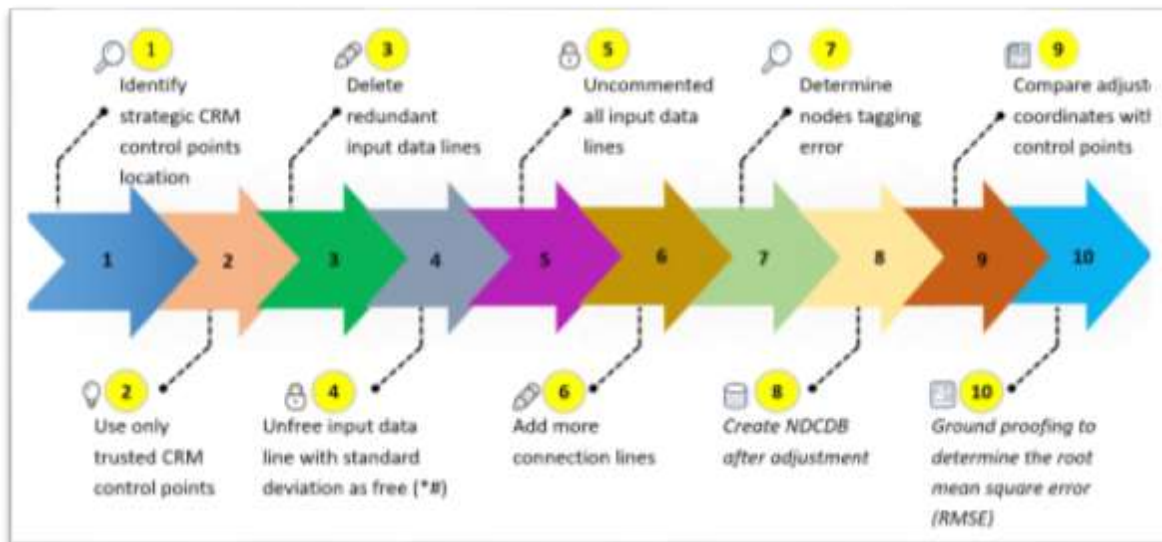 1
Identify
strategic CRM
control points
location
3
Delete
redundant
input data lines
5
Uncommented
all input data
lines
7
Determine
nodes tagging
error
9
Compare adjust
coordinates wit
control points
1
2
3
4
5
6
7
8
9
10
2
Use only
trusted CRM
control points
4
Unfree input data
line with standard
deviation as free (*#)
6
Add more
connection lines
8
Create NDCDB
after adjustment
10
Ground proofing to
determine the root
mean square error
(RMSE)